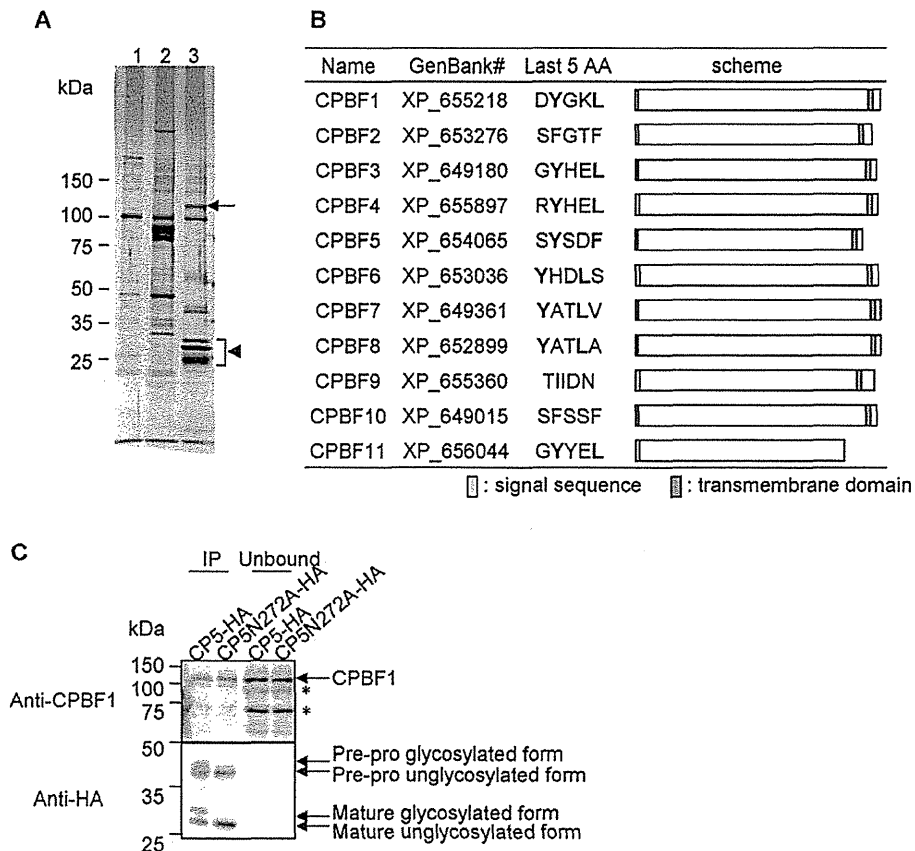 A
1 2 3
kDa
150
100
75
50
35
25
B
Name GenBank# Last 5 AA scheme
CPBF1 XP_655218 DYGKL
CPBF2 XP_653276 SFGTF
CPBF3 XP_649180 GYHEL
CPBF4 XP_655897 RYHEL
CPBF5 XP_654065 SYSDF
CPBF6 XP_653036 YHDLS
CPBF7 XP_649361 YATLV
CPBF8 XP_652899 YATLA
CPBF9 XP_655360 TIIDN
CPBF10 XP_649015 SFSSF
CPBF11 XP_656044 GYYEL
: signal sequence : transmembrane domain
C
IP Unbound
CP5-HA
CP5N272A-HA
CP5-HA
CP5N272A-HA
kDa
150
100
75
50
35
25
Anti-CPBF1
CPBF1
*
*
Anti-HA
Pre-pro glycosylated form
Pre-pro unglycosylated form
Mature glycosylated form
Mature unglycosylated form